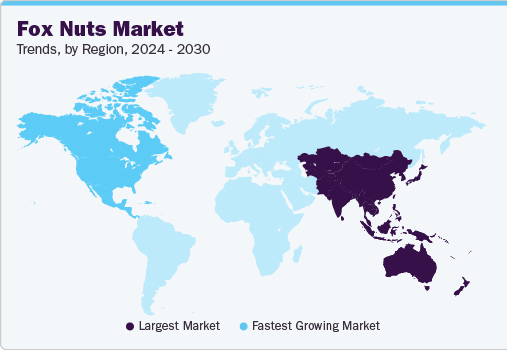 Fox Nuts Market
Trends, by Region, 2024 - 2030
Largest Market
Fastest Growing Market